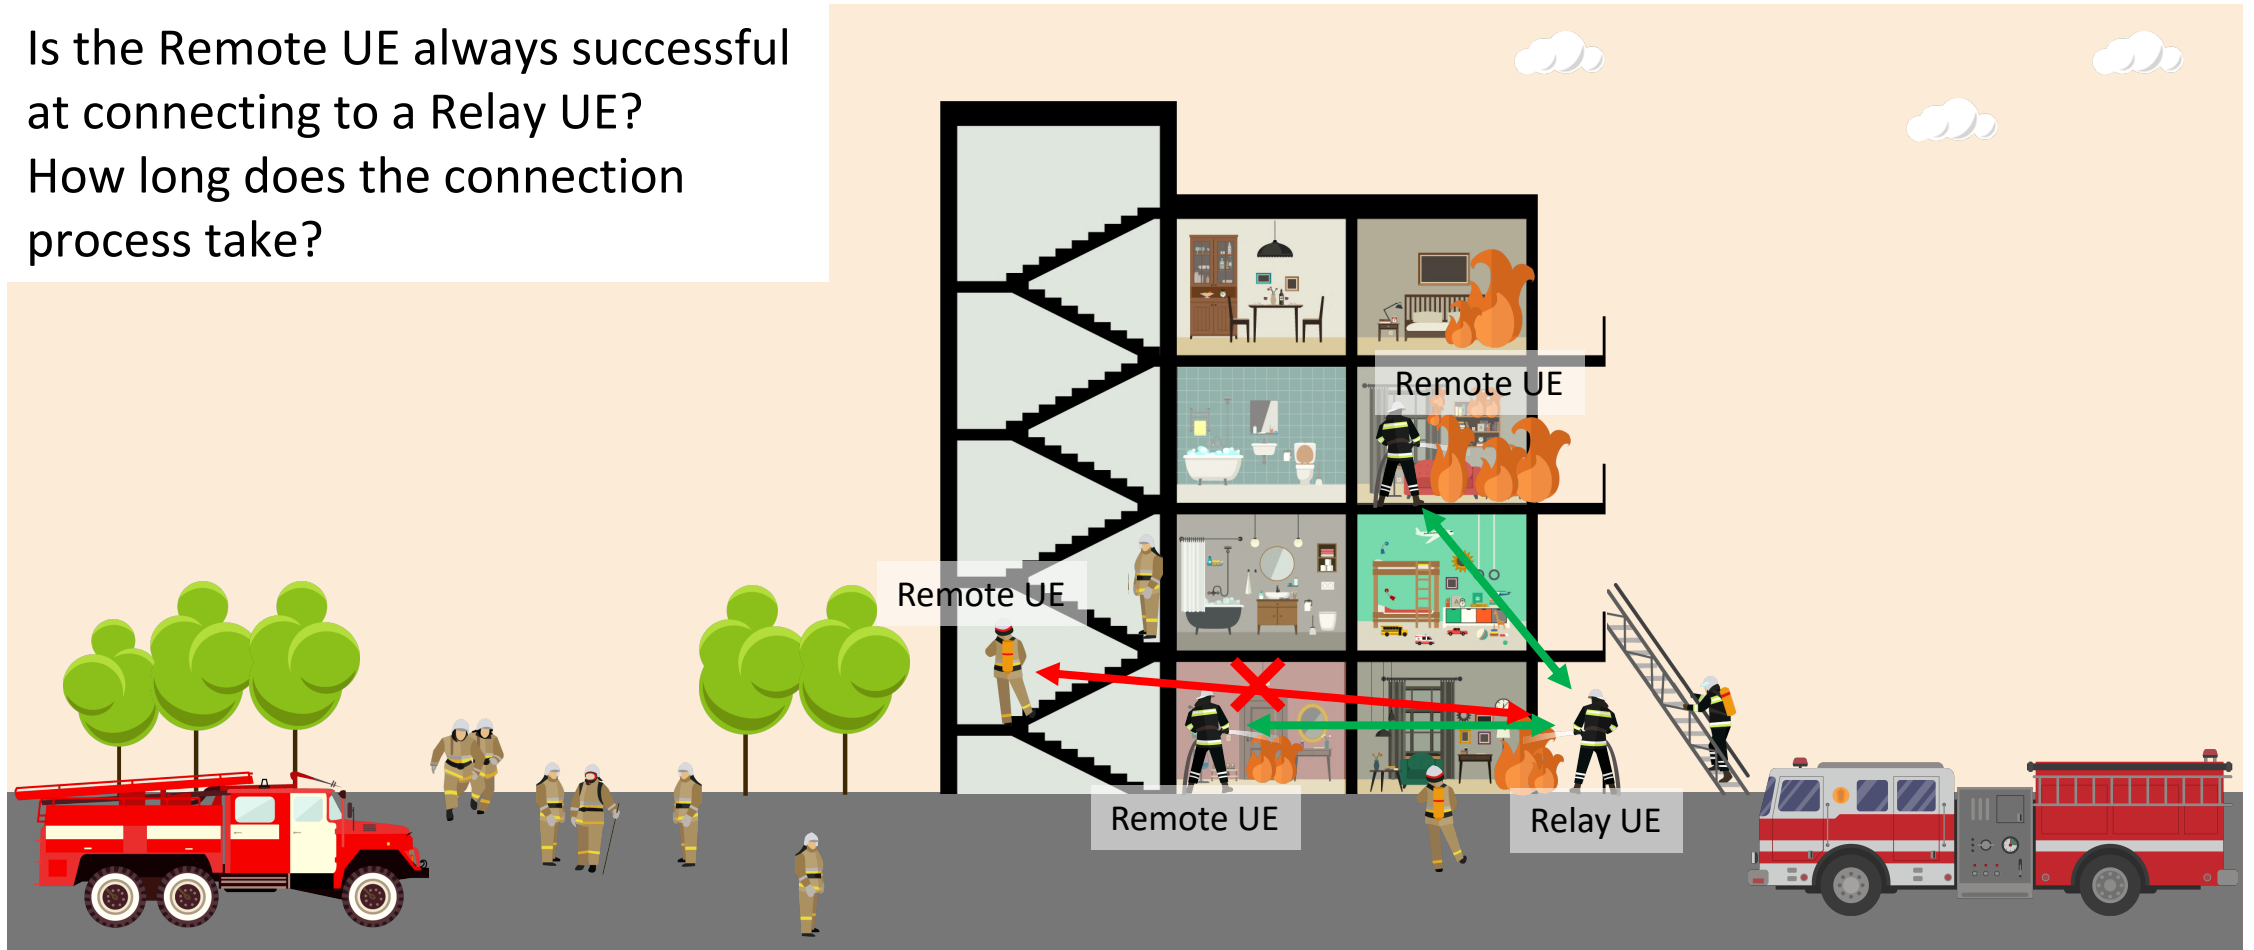 Is the Remote UE always successful
at connecting to a Relay UE?
How long does the connection
process take?
Remote UE
Remote UE
Remote UE
Relay UE